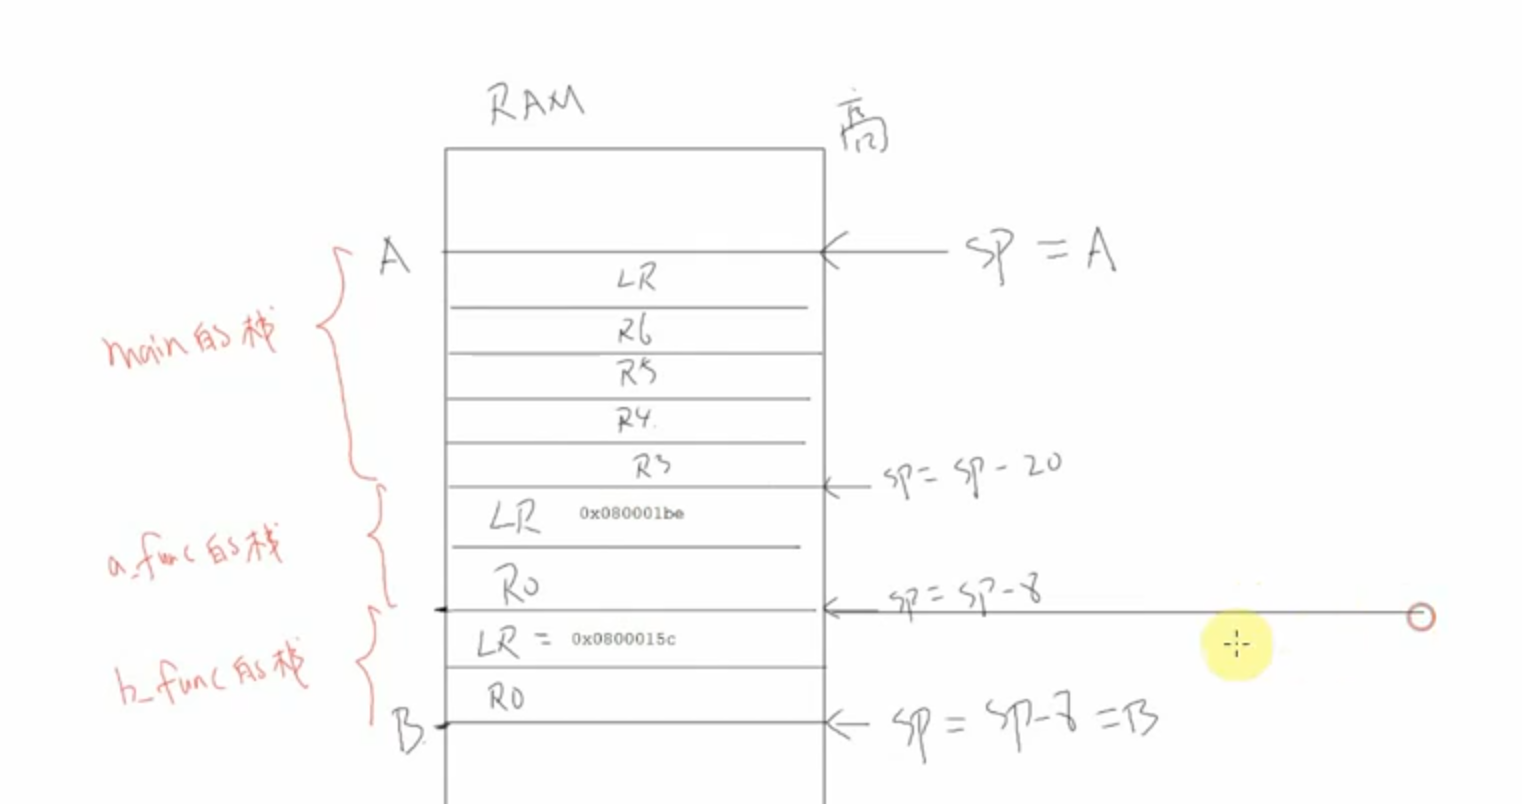 RAM
高
A
SP = A
LR
main的栈
R6
R5
R4.
R3
SP = SP - 20
LR 0x080001be
a_func的栈
R0
SP = SP - 8
LR = 0x0800015c
b_func的栈
R0
B
SP = SP - 8 = B